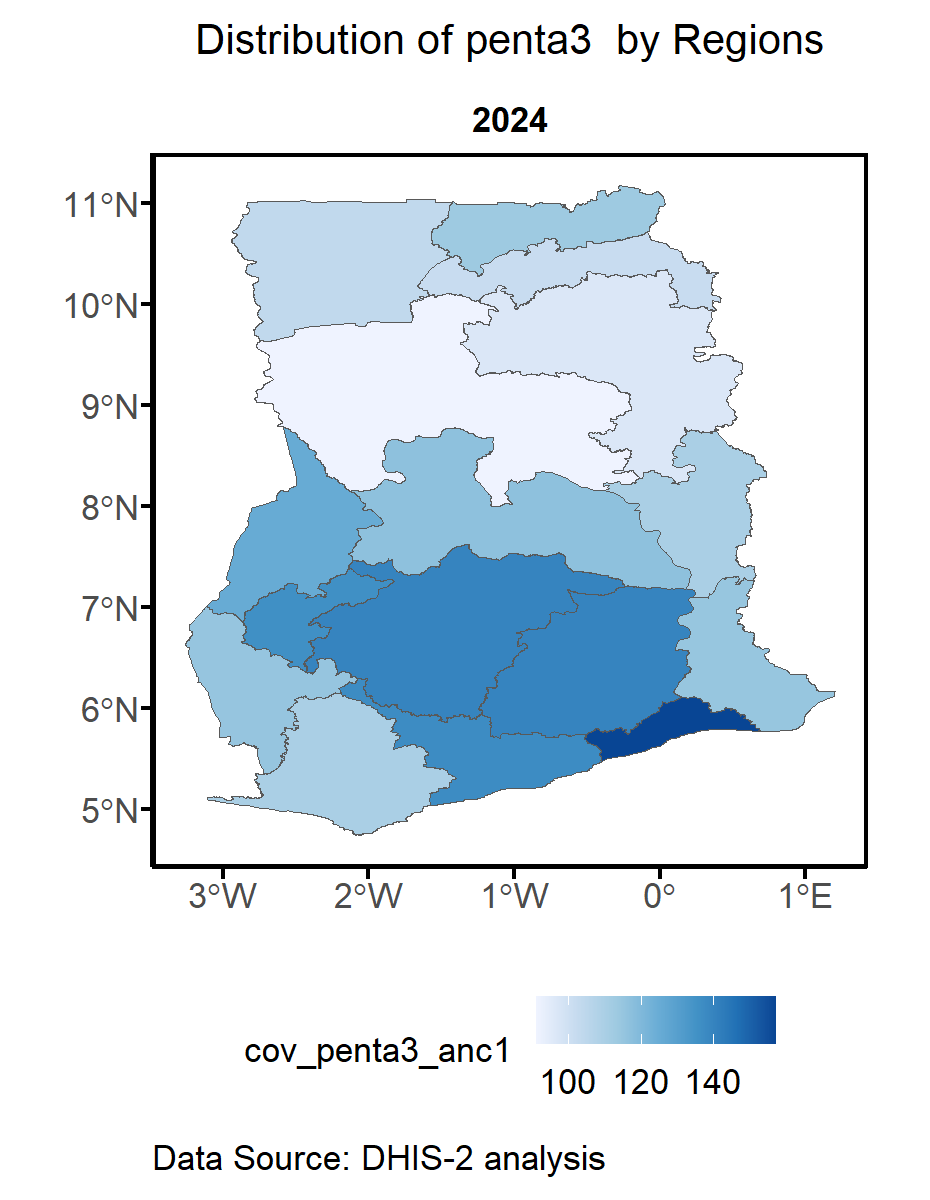 Distribution of penta3  by Regions
2024
11°N
10°N
9°N
8°N
7°N
6°N
5°N
3°W 2°W 1°W 0° 1°E
cov_penta3_anc1
100 120 140
Data Source: DHIS-2 analysis